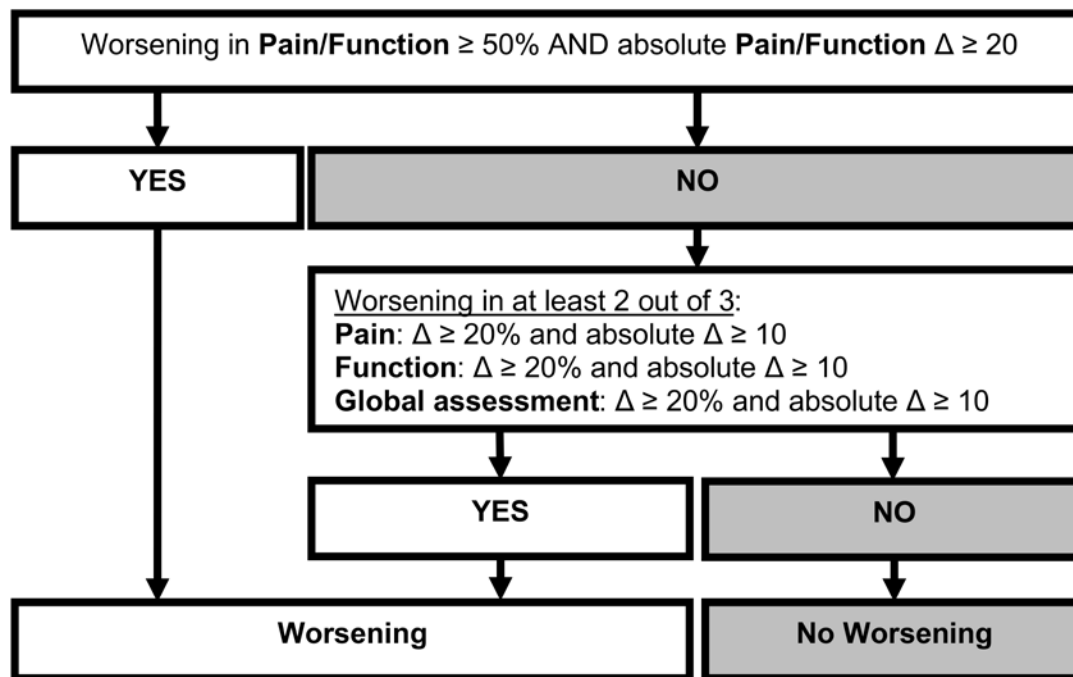 Worsening in Pain/Function ≥ 50% AND absolute Pain/Function Δ ≥ 20
YES
NO
Worsening in at least 2 out of 3:
Pain: Δ ≥ 20% and absolute Δ ≥ 10
Function: Δ ≥ 20% and absolute Δ ≥ 10
Global assessment: Δ ≥ 20% and absolute Δ ≥ 10
YES
NO
Worsening
No Worsening